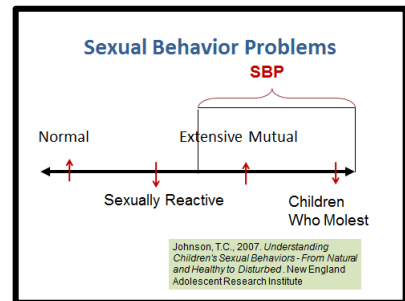 Sexual Behavior Problems
SBP
Normal
Extensive Mutual
Sexually Reactive
Children
Who Molest
Johnson, T.C., 2007. Understanding
Children's Sexual Behaviors - From Natural
and Healthy to Disturbed . New England
Adolescent Research Institute